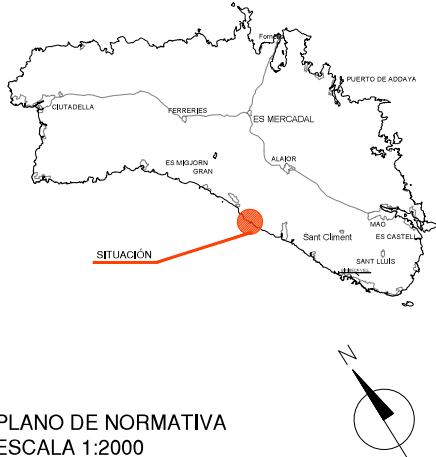 Fornells
PUERTO DE ADDAYA
CIUTADELLA
FERRERIES
ES MERCADAL
ES MIGJORN
GRAN
ALAIOR
MAO
Sant Climent
ES CASTELL
SANT LLUÍS
SITUACIÓN
N
PLANO DE NORMATIVA
ESCALA 1:2000